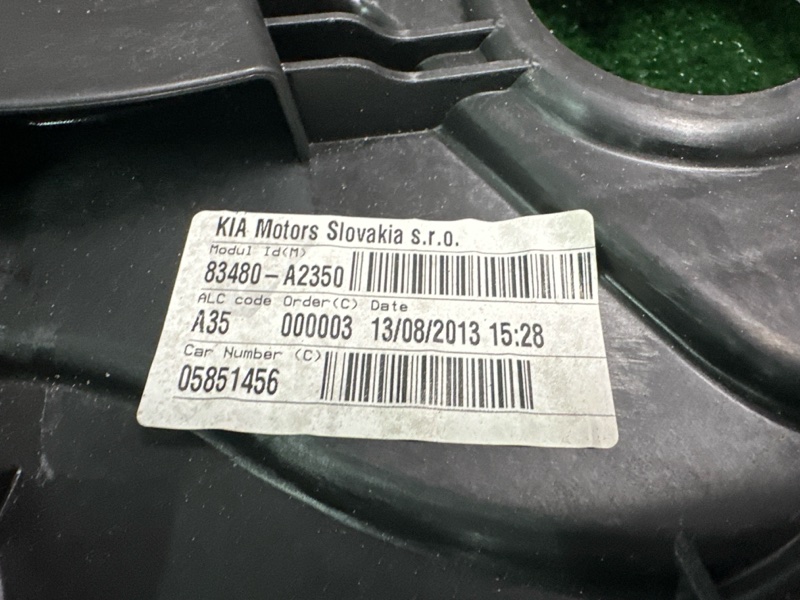 KIA Motors Slovakia s.r.o.
Modul Id(M)
83480-A2350
ALC code Order(C) Date
A35 000003 13/08/2013 15:28
Car Number (C)
05851456